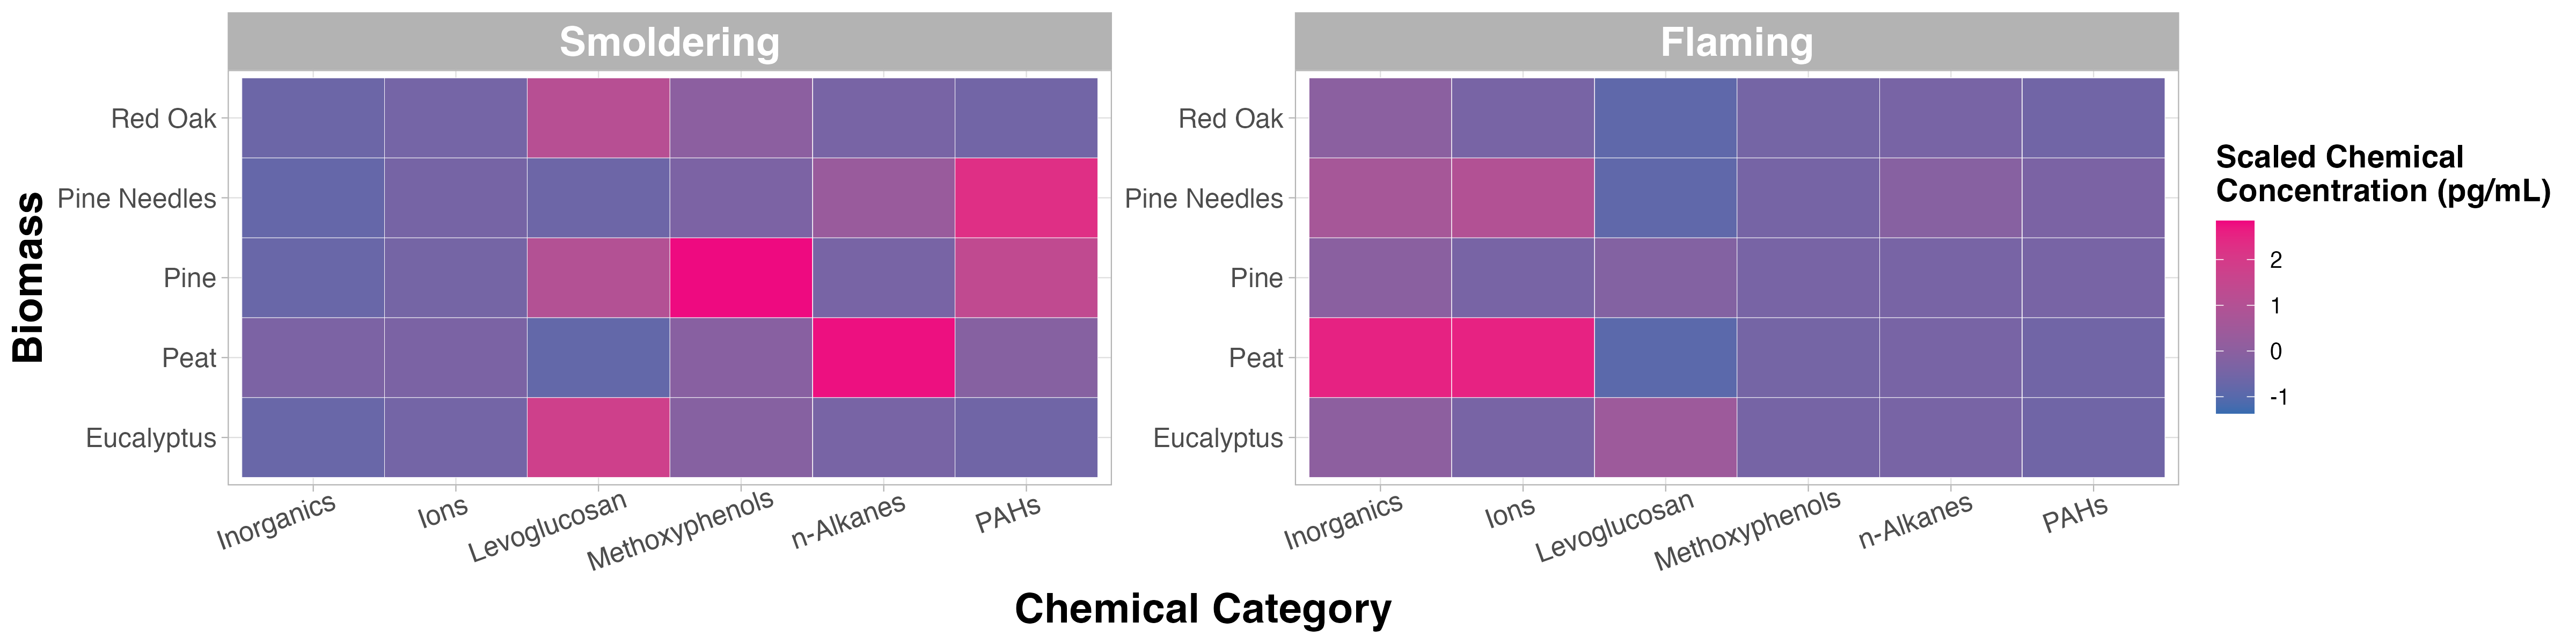 Smoldering
Flaming
Biomass
Red Oak
Pine Needles
Pine
Peat
Eucalyptus
Red Oak
Pine Needles
Pine
Peat
Eucalyptus
Inorganics
Ions
Levoglucosan
Methoxyphenols
n-Alkanes
PAHs
Inorganics
Ions
Levoglucosan
Methoxyphenols
n-Alkanes
PAHs
Chemical Category
Scaled Chemical
Concentration (pg/mL)
2
1
0
-1